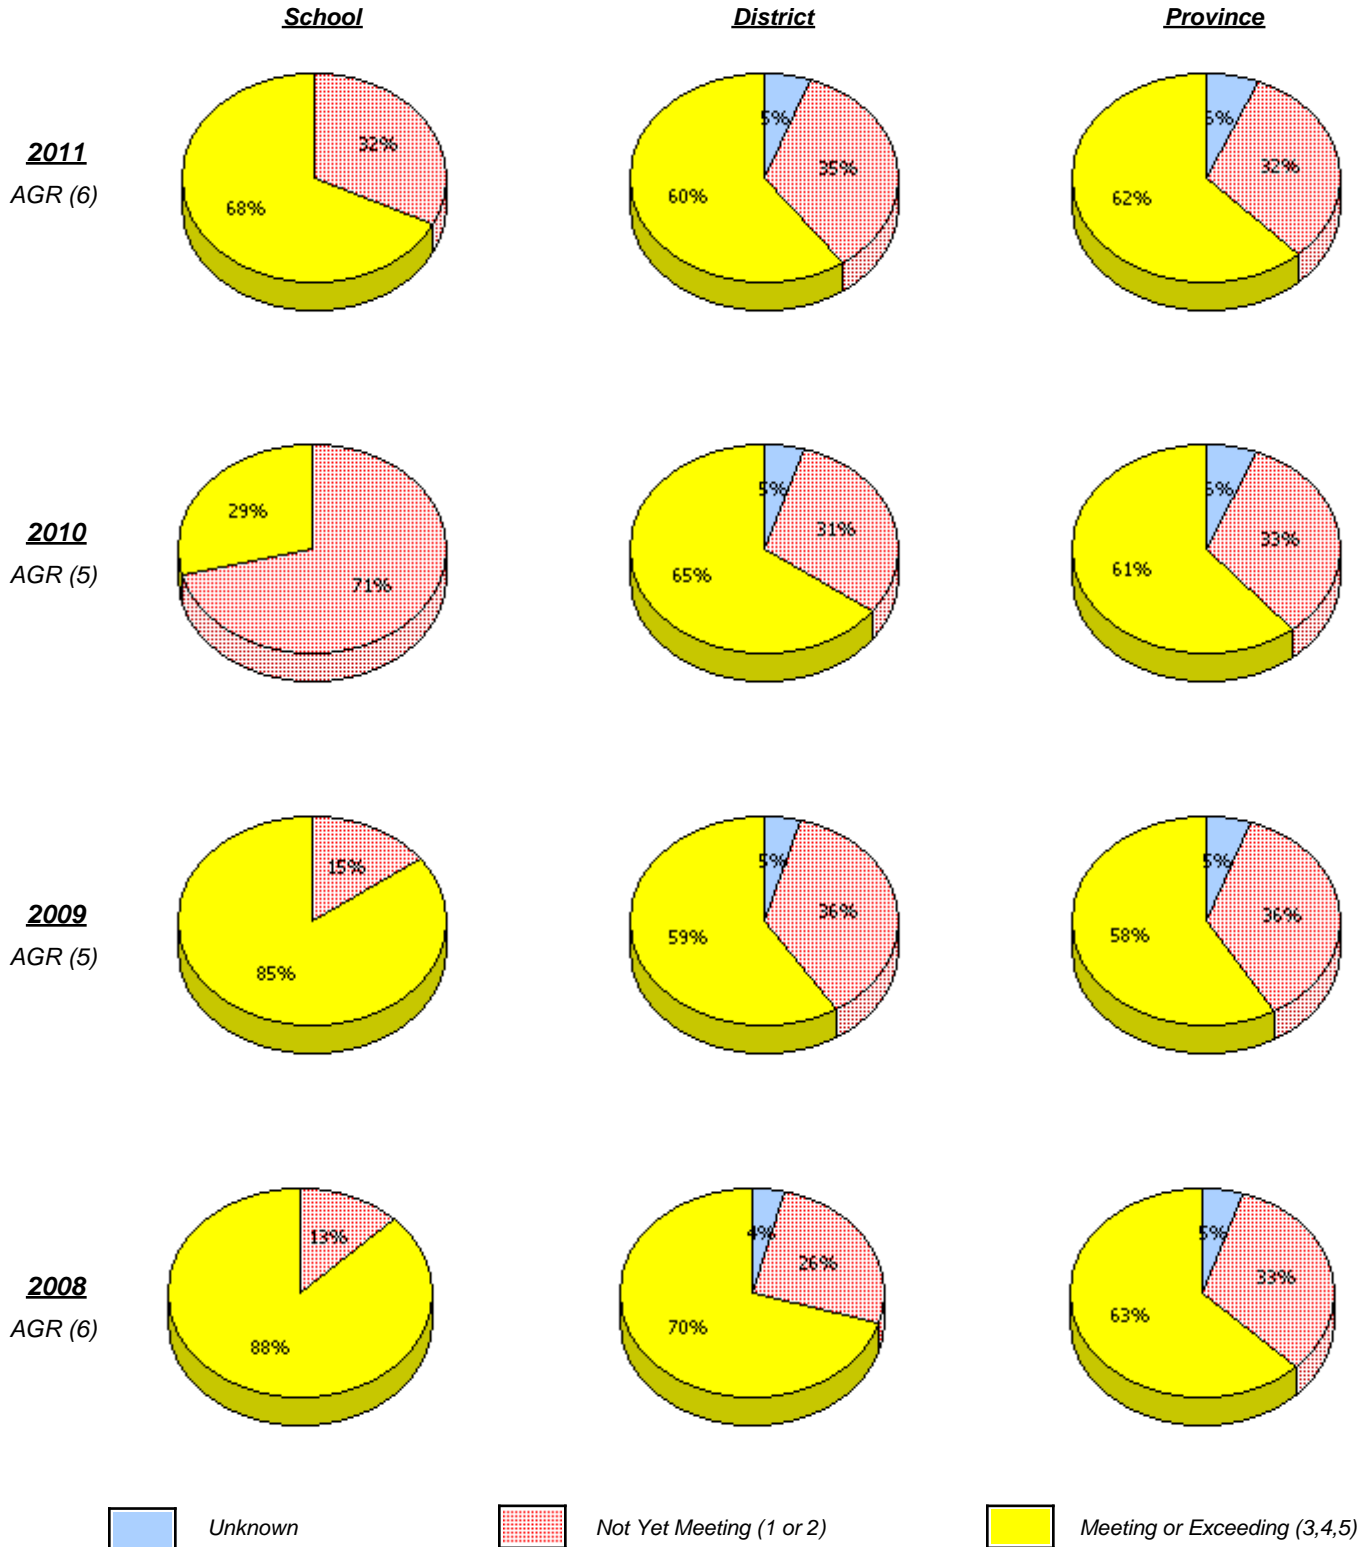 School District Province
32% 5% 6%
2011 35% 32%
AGR (6) 68% 60% 62%
5% 6%
29% 31% 33%
2010 65% 61%
AGR (5) 71%
15% 5% 5%
2009 36% 36%
59% 58%
AGR (5) 85%
13% 4% 5%
26% 33%
2008 70% 63%
AGR (6) 88%
Unknown Not Yet Meeting (1 or 2) Meeting or Exceeding (3,4,5)